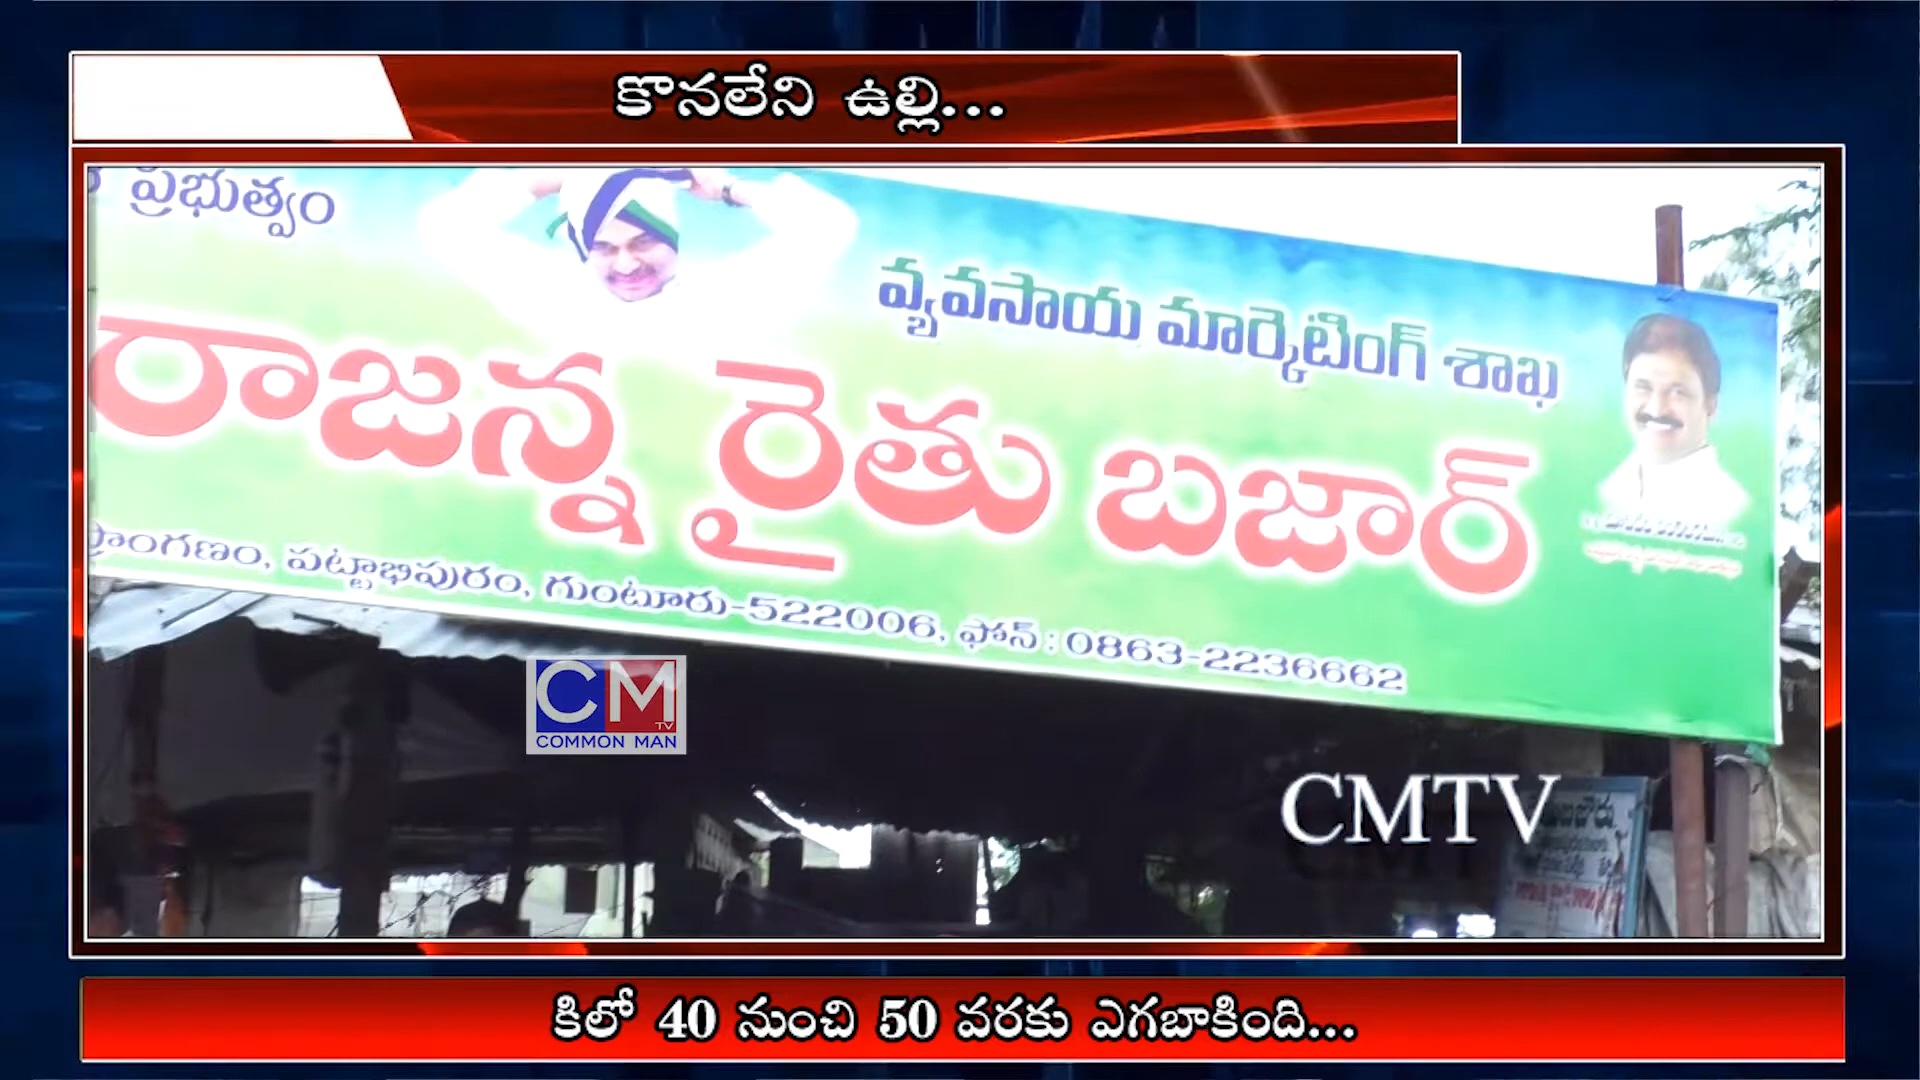 కొనలేని ఉల్లి...
ప్రభుత్వం
వ్యవసాయ మార్కెటింగ్ శాఖ
రాజన్న రైతు బజార్
ప్రాంగణం, పట్టాభిపురం, గుంటూరు-522006, ఫోన్ : 0863-2236662
CM
TV
COMMON MAN
CMTV
కిలో 40 నుంచి 50 వరకు ఎగబాకింది...